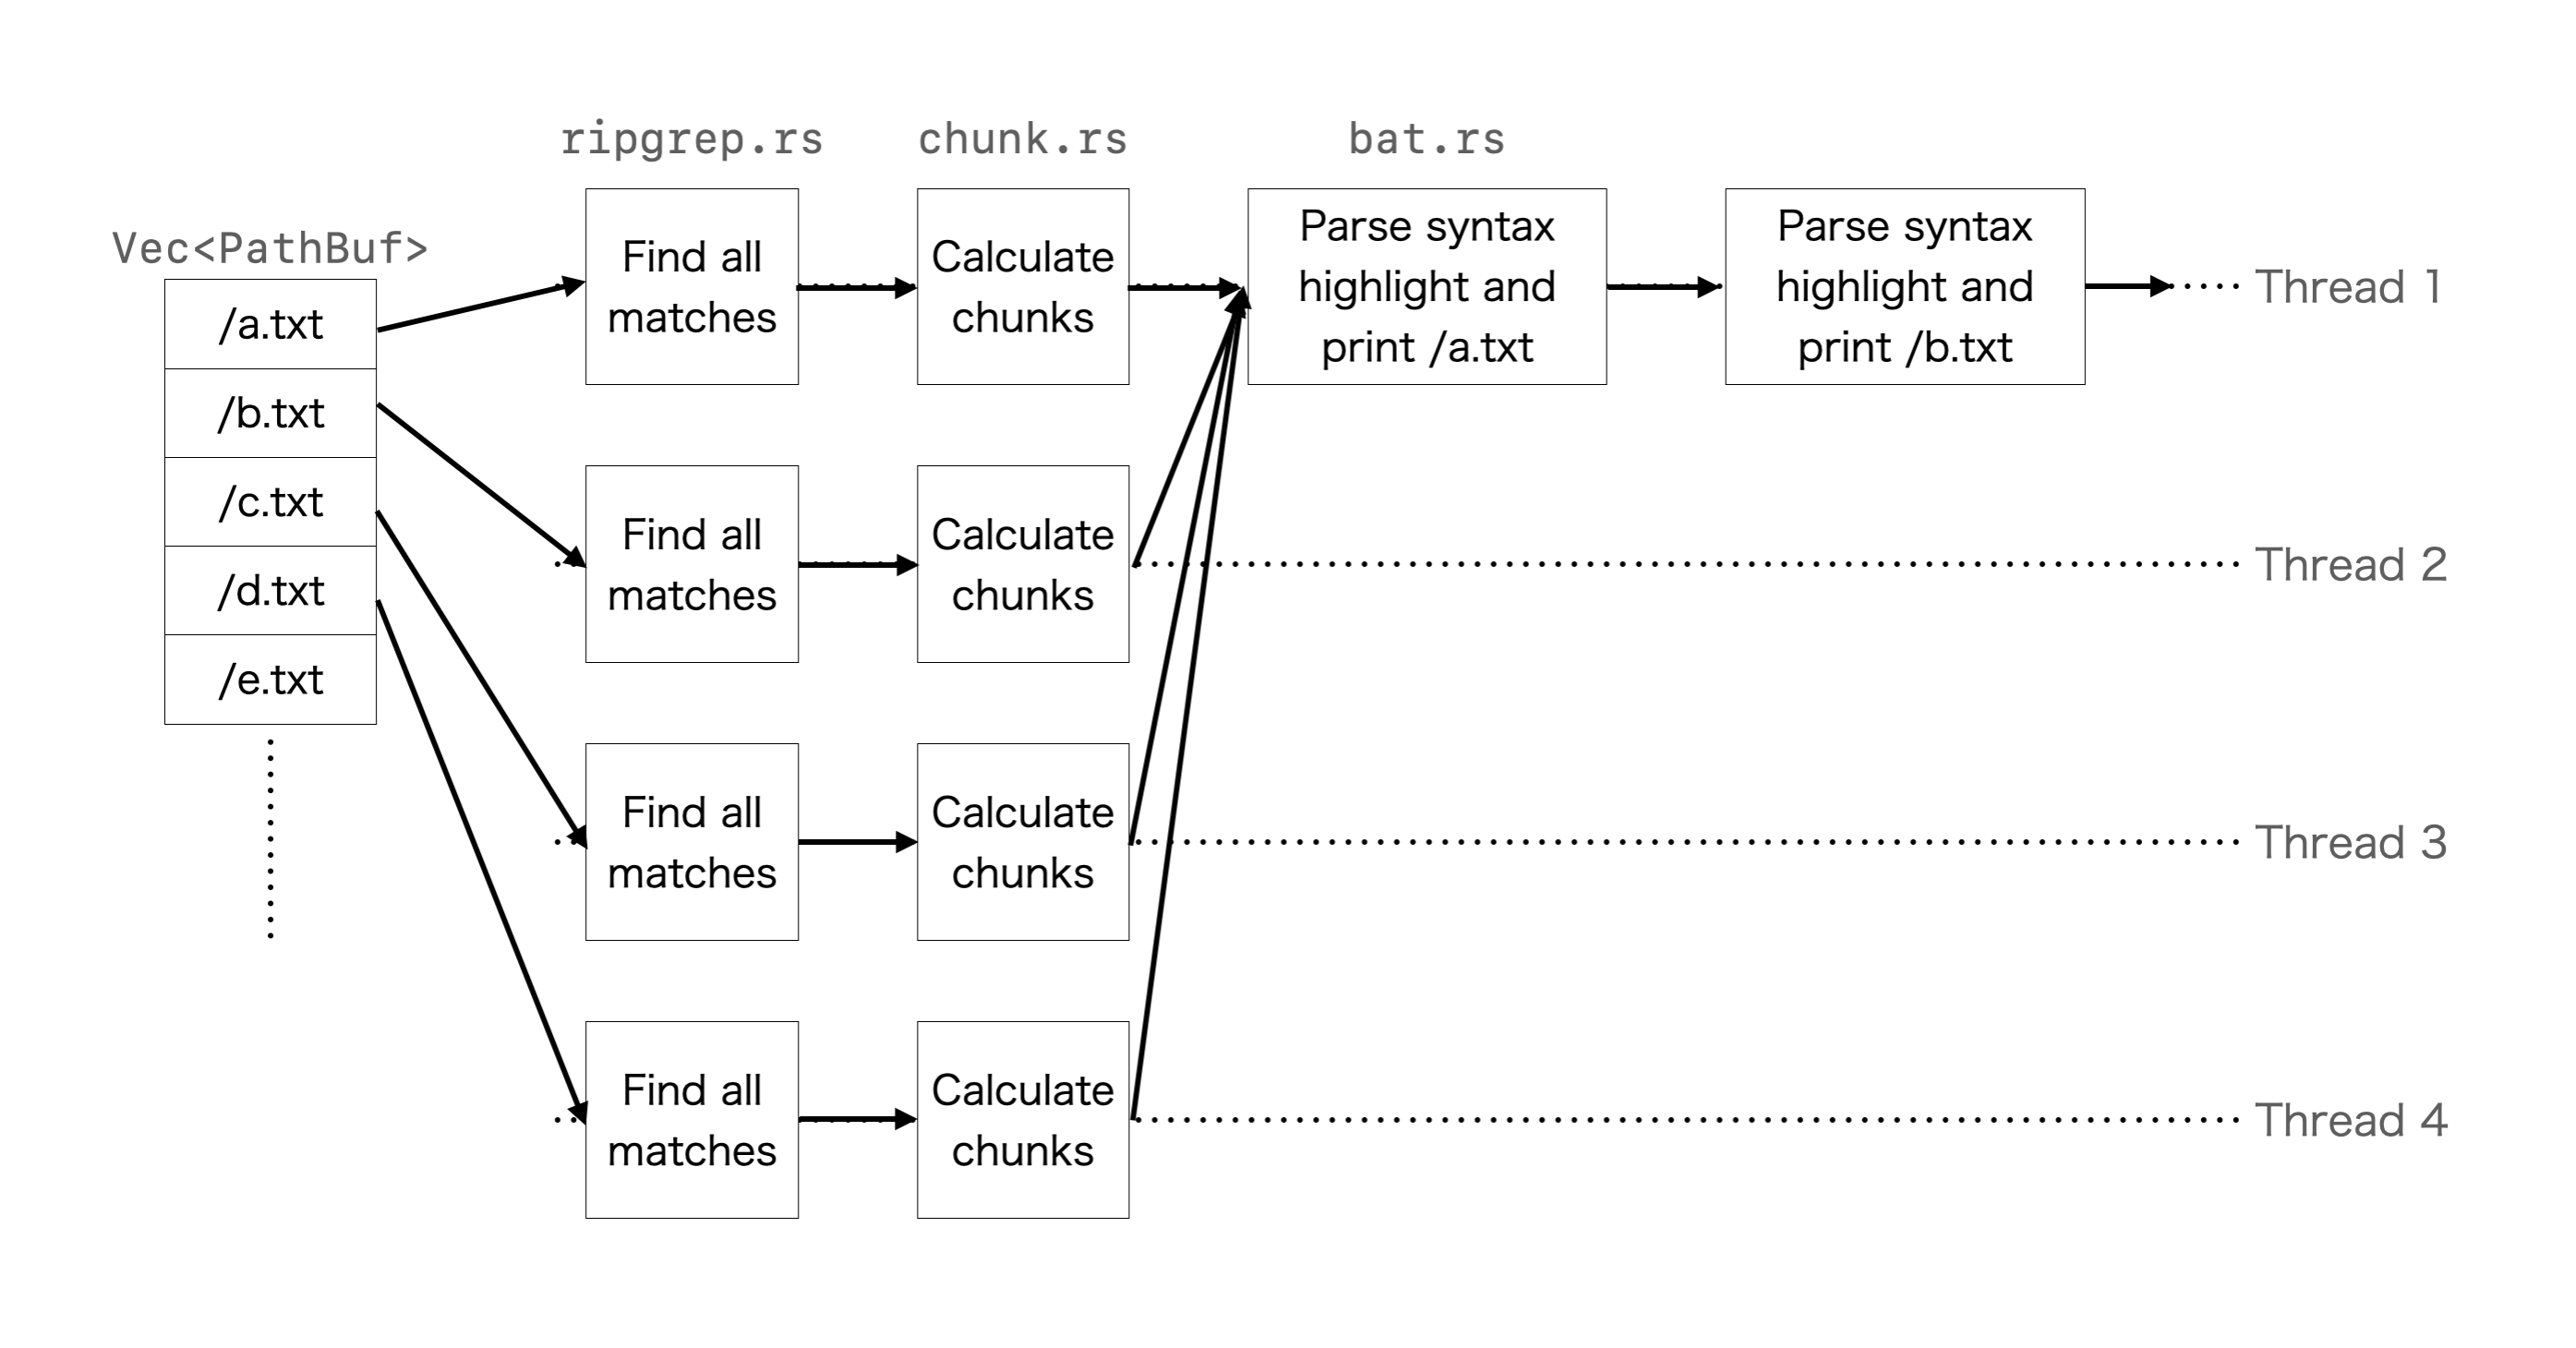 ripgrep.rs
chunk.rs
bat.rs
Vec<PathBuf>
/a.txt
/b.txt
/c.txt
/d.txt
/e.txt
Find all
matches
Calculate
chunks
Parse syntax
highlight and
print /a.txt
Parse syntax
highlight and
print /b.txt
Thread 1
Find all
matches
Calculate
chunks
Thread 2
Find all
matches
Calculate
chunks
Thread 3
Find all
matches
Calculate
chunks
Thread 4